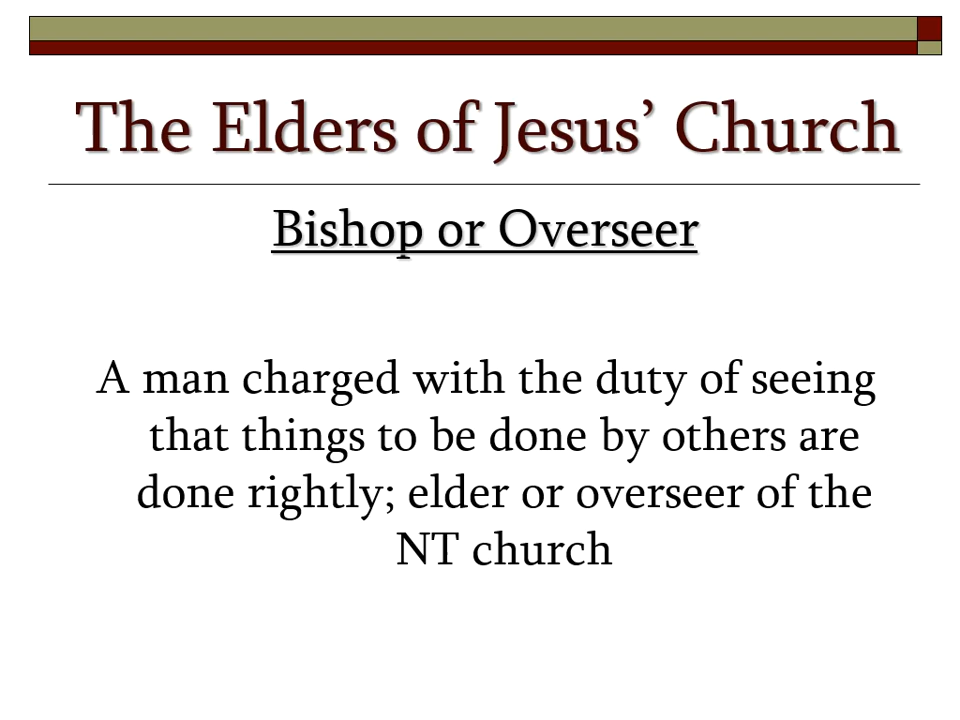 The Elders of Jesus’ Church
Bishop or Overseer
A man charged with the duty of seeing
that things to be done by others are
done rightly; elder or overseer of the
NT church